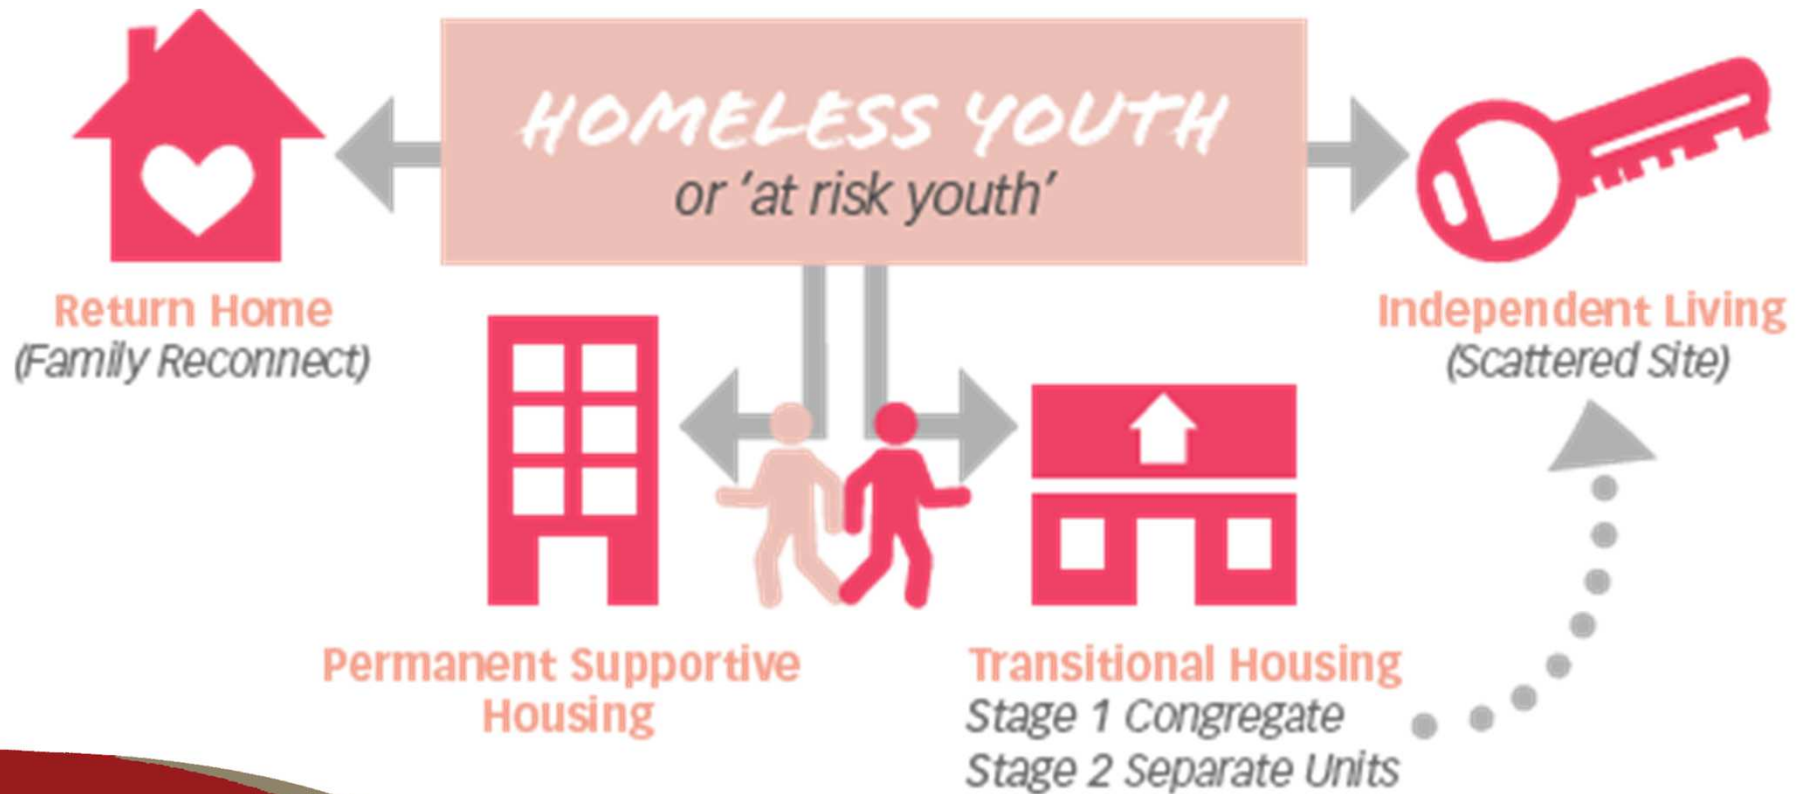 HOMELESS YOUTH
or 'at risk youth'
Return Home
(Family Reconnect)
Independent Living
(Scattered Site)
Permanent Supportive
Housing
Transitional Housing
Stage 1 Congregate
Stage 2 Separate Units